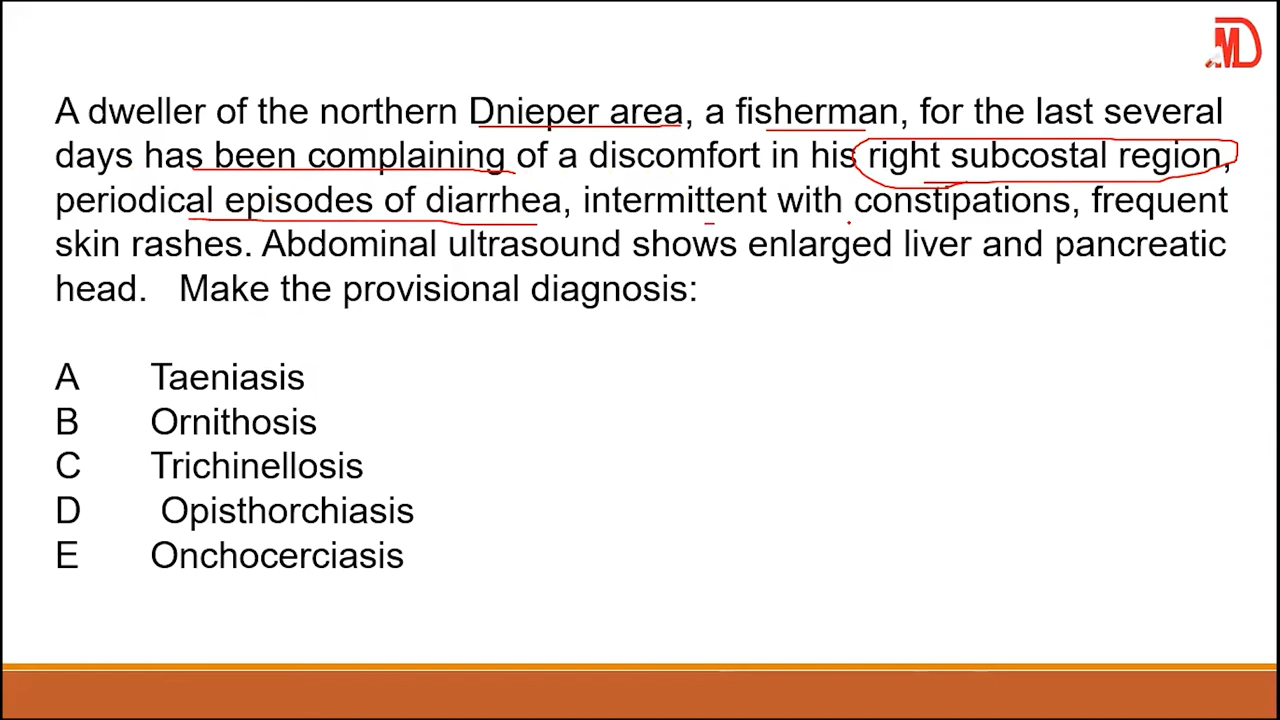 MD
A dweller of the northern Dnieper area, a fisherman, for the last several
days has been complaining of a discomfort in his right subcostal region,
periodical episodes of diarrhea, intermittent with constipations, frequent
skin rashes. Abdominal ultrasound shows enlarged liver and pancreatic
head. Make the provisional diagnosis:
A Taeniasis
B Ornithosis
C Trichinellosis
D Opisthorchiasis
E Onchocerciasis